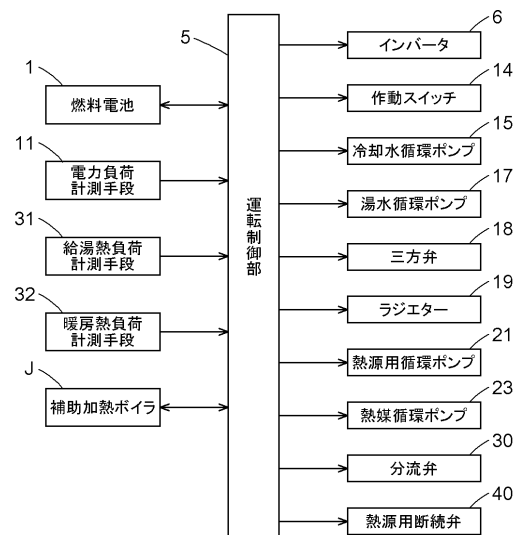 5
1
燃料電池
11
電力負荷
計測手段
31
給湯熱負荷
計測手段
32
暖房熱負荷
計測手段
J
補助加熱ボイラ
運転制御部
6
インバータ
14
作動スイッチ
15
冷却水循環ポンプ
17
湯水循環ポンプ
18
三方弁
19
ラジエター
21
熱源用循環ポンプ
23
熱媒循環ポンプ
30
分流弁
40
熱源用断続弁